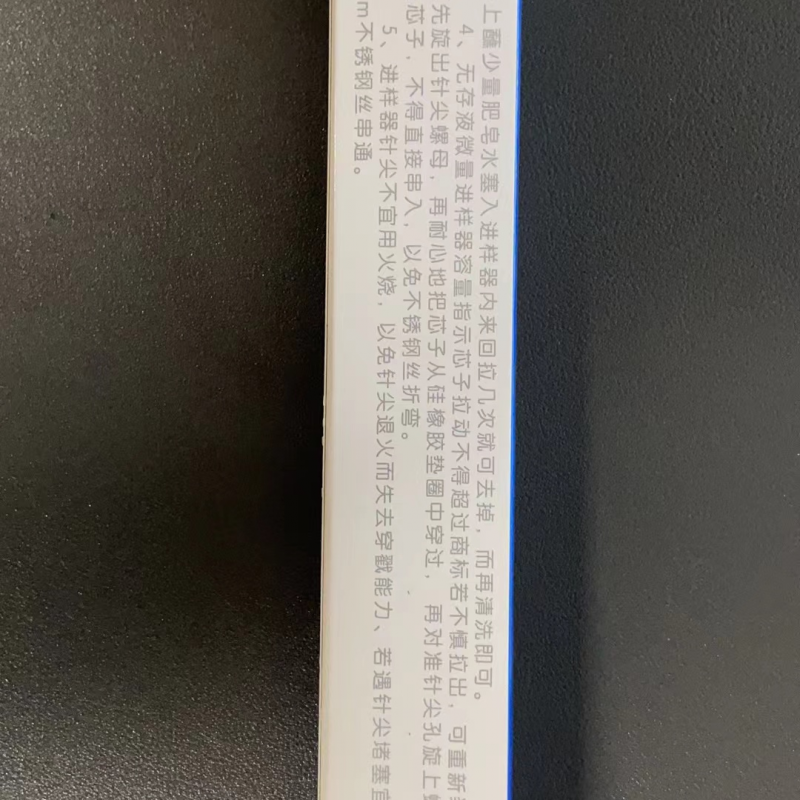 上蘸少量肥皂水塞入进样器内来回拉几次就可去掉，而再清洗即可。
4、无存液微量进样器溶量指示芯子拉动不得超过商标若不慎拉出，可重新
先旋出针尖螺母，再耐心地把芯子从硅橡胶垫圈中穿过，再对准针尖孔旋上
芯子，不得直接串入，以免不锈钢丝折弯。
5、进样器针尖不宜用火烧，以免针尖退火而失去穿戳能力、若遇针尖堵塞宜
m不锈钢丝串通。